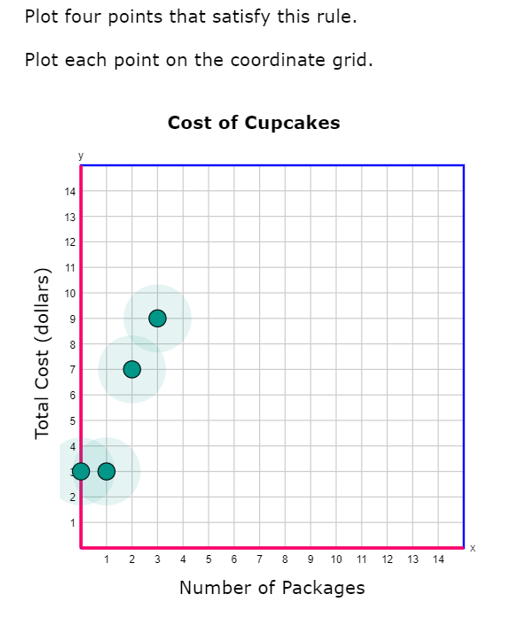 Plot four points that satisfy this rule.
Plot each point on the coordinate grid.
Cost of Cupcakes
y
14
13
12
11
10
9
8
7
6
5
4
3
2
1
Total Cost (dollars)
1 2 3 4 5 6 7 8 9 10 11 12 13 14
x
Number of Packages